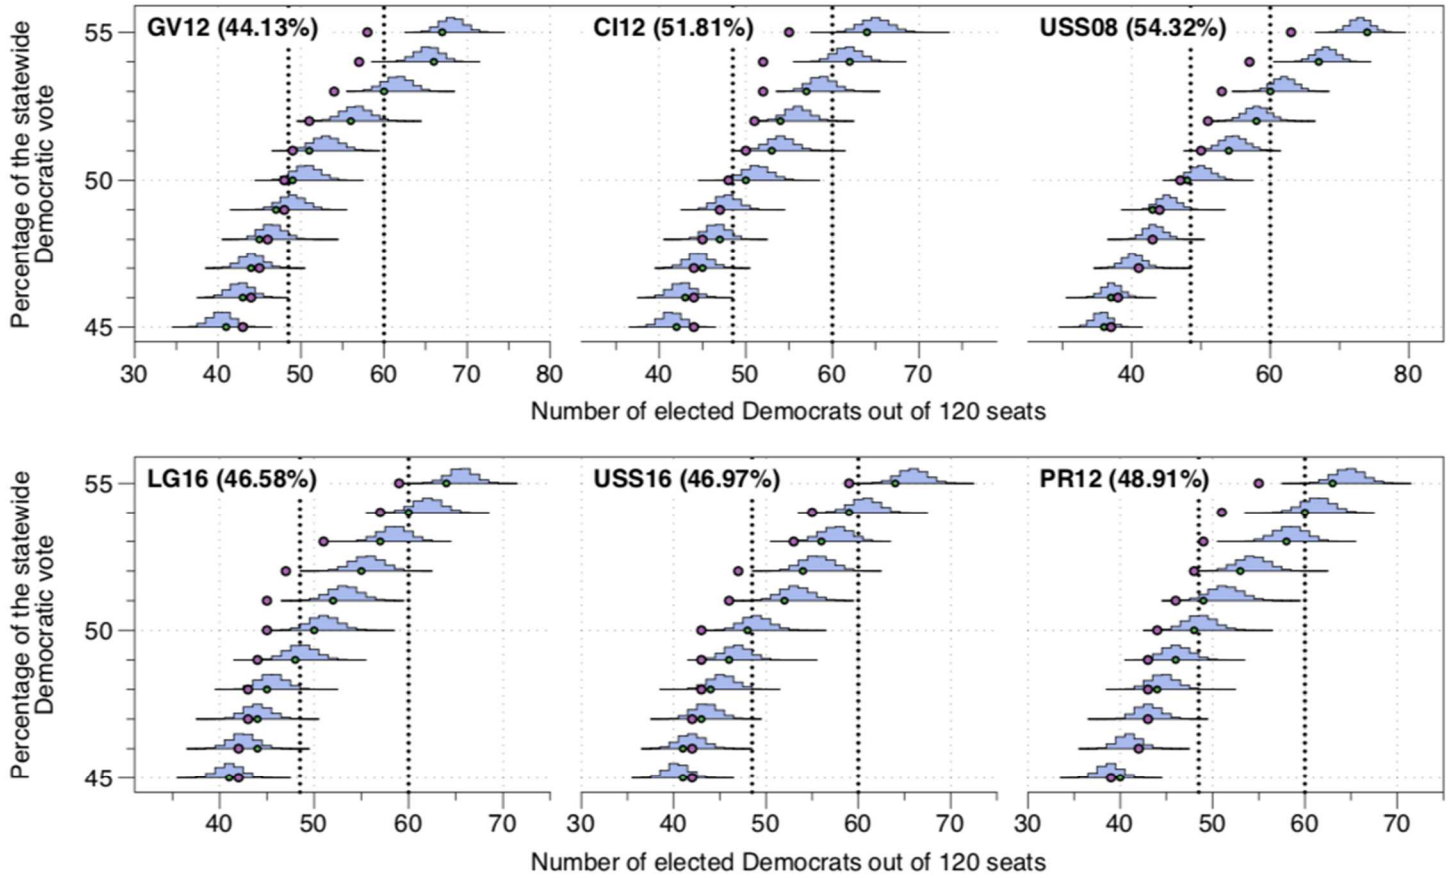 GV12 (44.13%)
CI12 (51.81%)
USS08 (54.32%)
Percentage of the statewide
Democratic vote
55
50
45
30 40 50 60 70 80
40 50 60 70
40 60 80
Number of elected Democrats out of 120 seats
LG16 (46.58%)
USS16 (46.97%)
PR12 (48.91%)
Percentage of the statewide
Democratic vote
55
50
45
40 50 60 70
30 40 50 60 70
30 40 50 60 70
Number of elected Democrats out of 120 seats